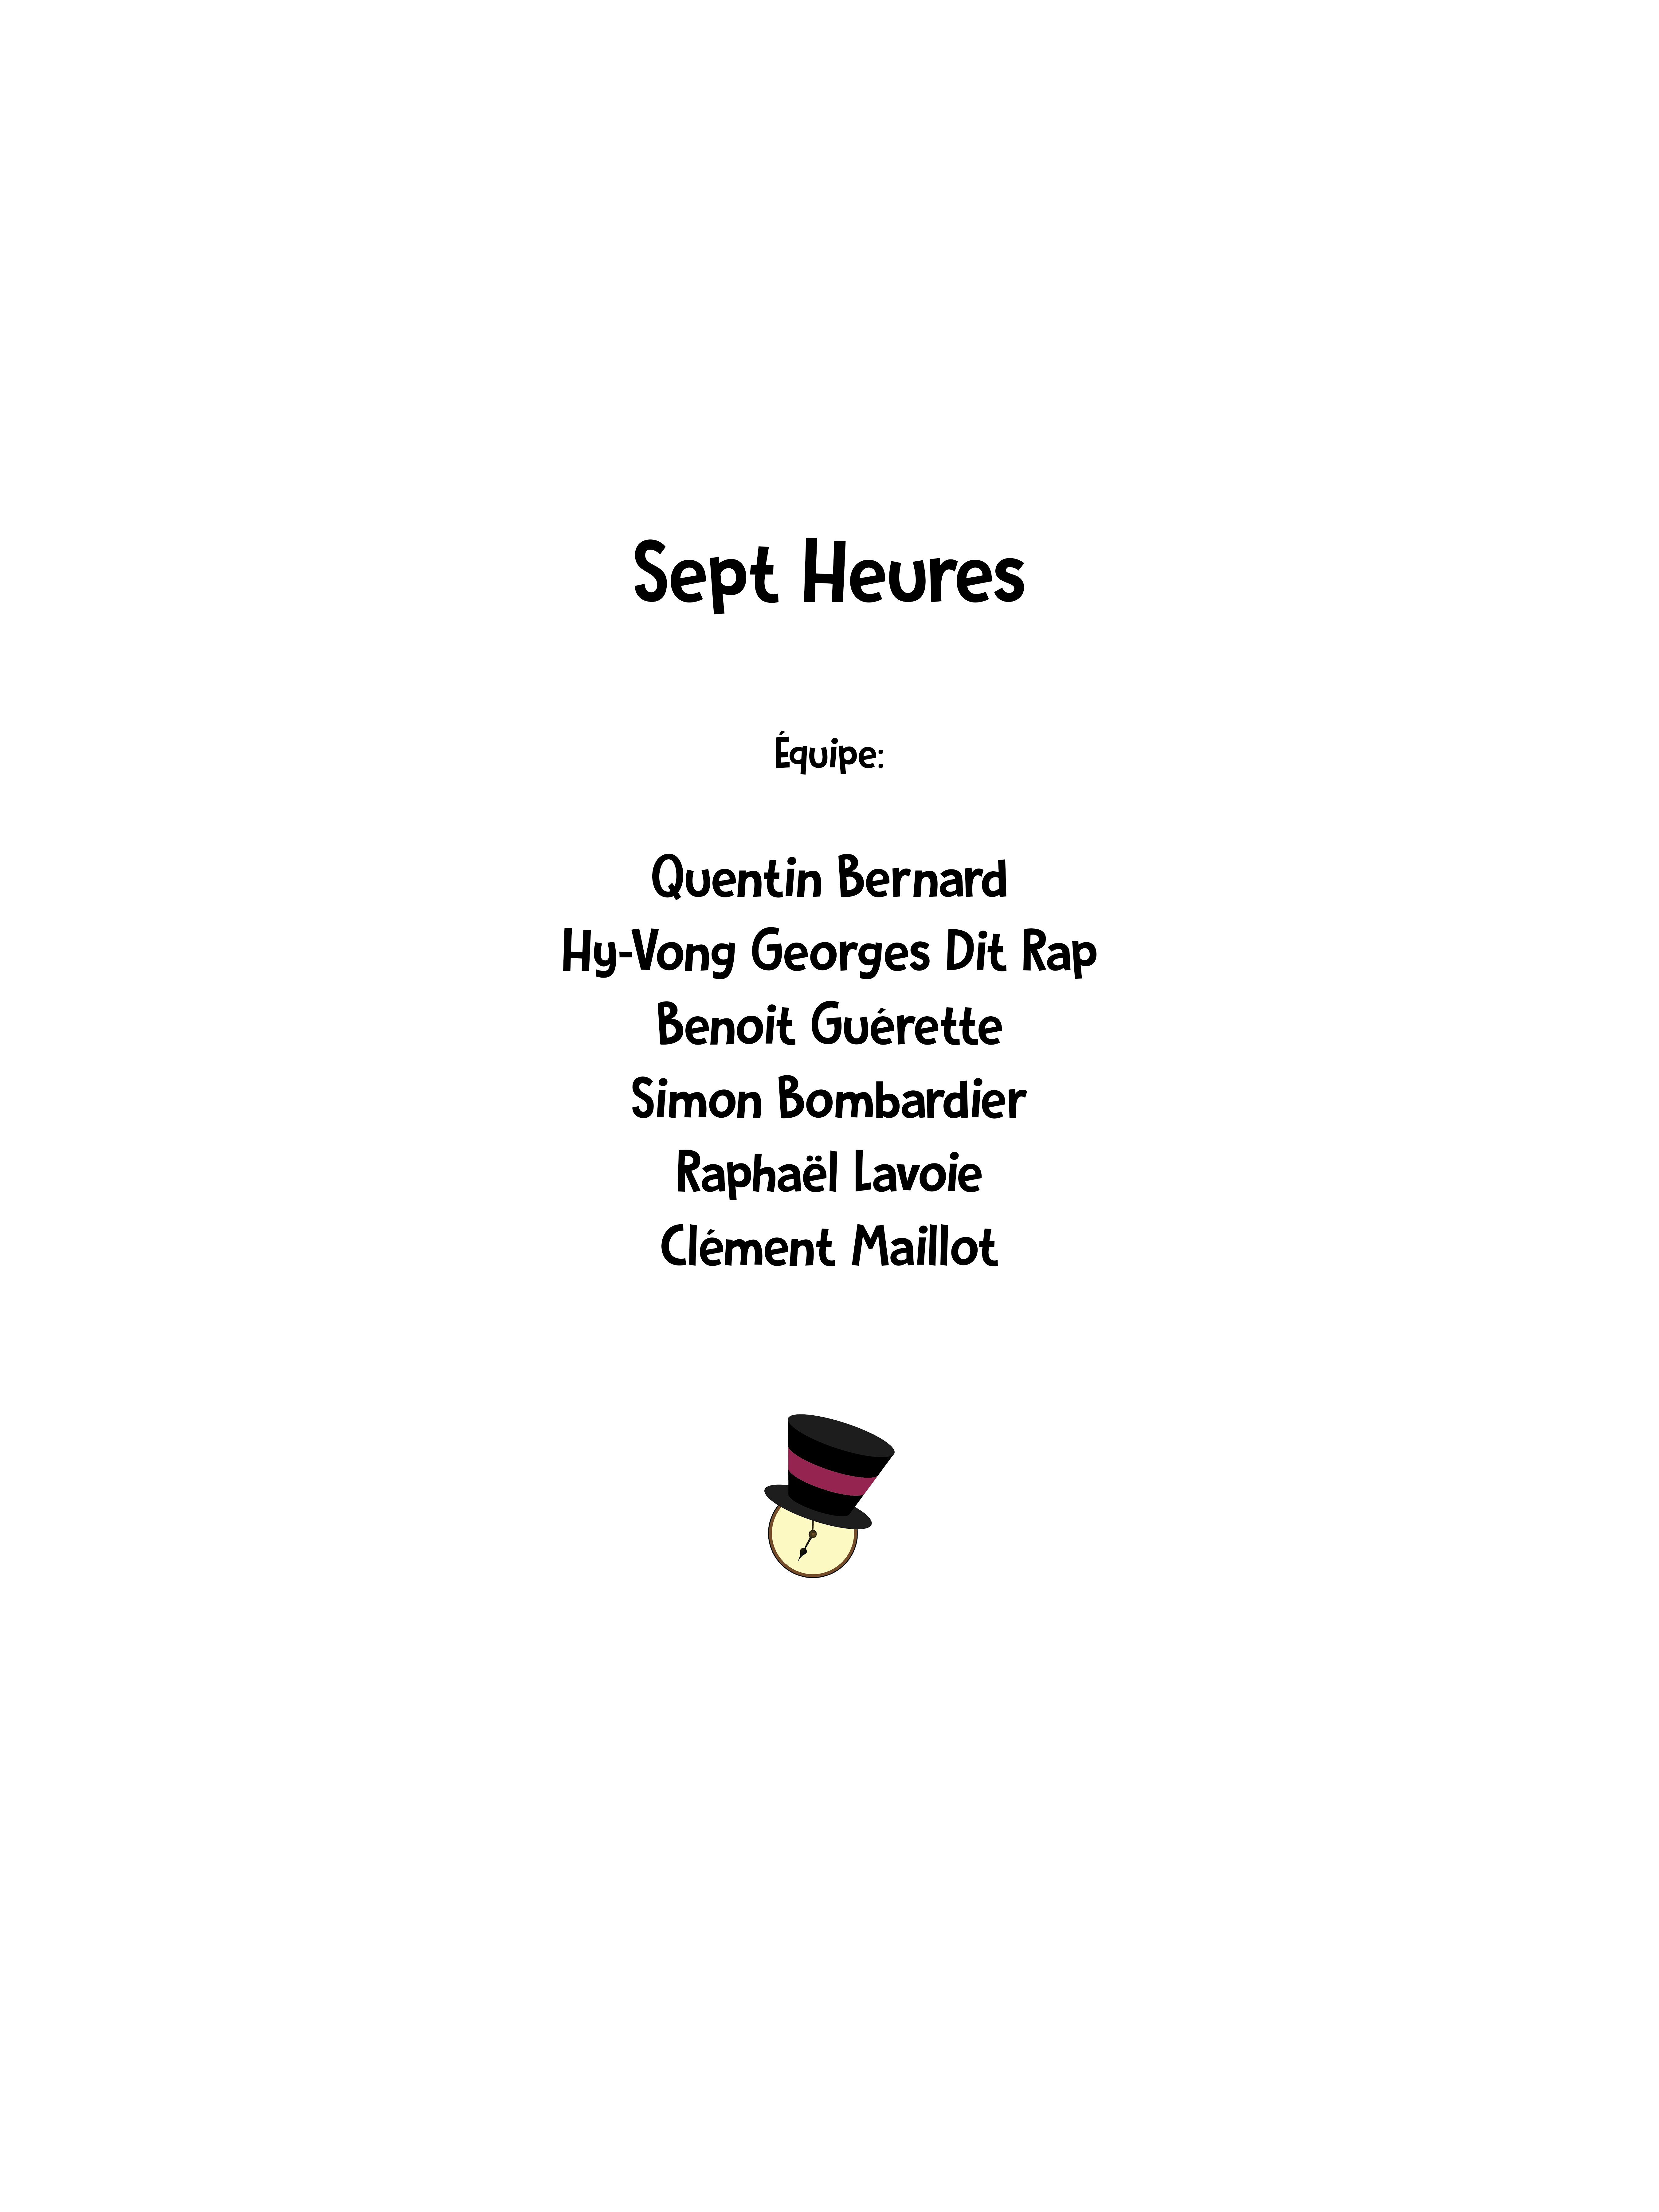 Sept Heures
Équipe:
Quentin Bernard
Hy-Vong Georges Dit Rap
Benoit Guérette
Simon Bombardier
Raphaël Lavoie
Clément Maillot